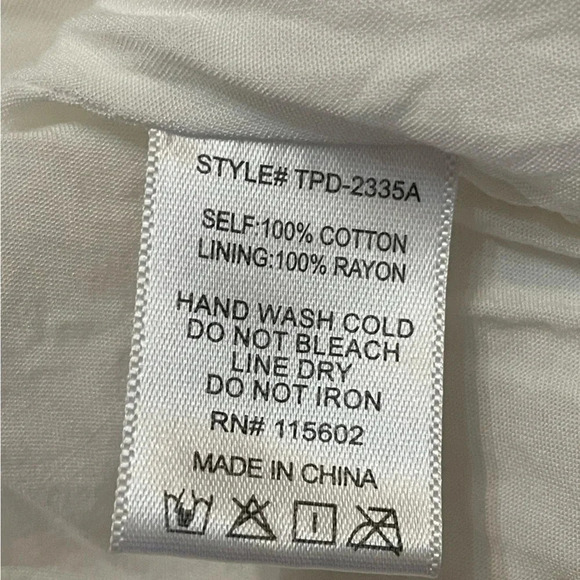 STYLE# TPD-2335A
SELF:100% COTTON
LINING:100% RAYON
HAND WASH COLD
DO NOT BLEACH
LINE DRY
DO NOT IRON
RN# 115602
MADE IN CHINA